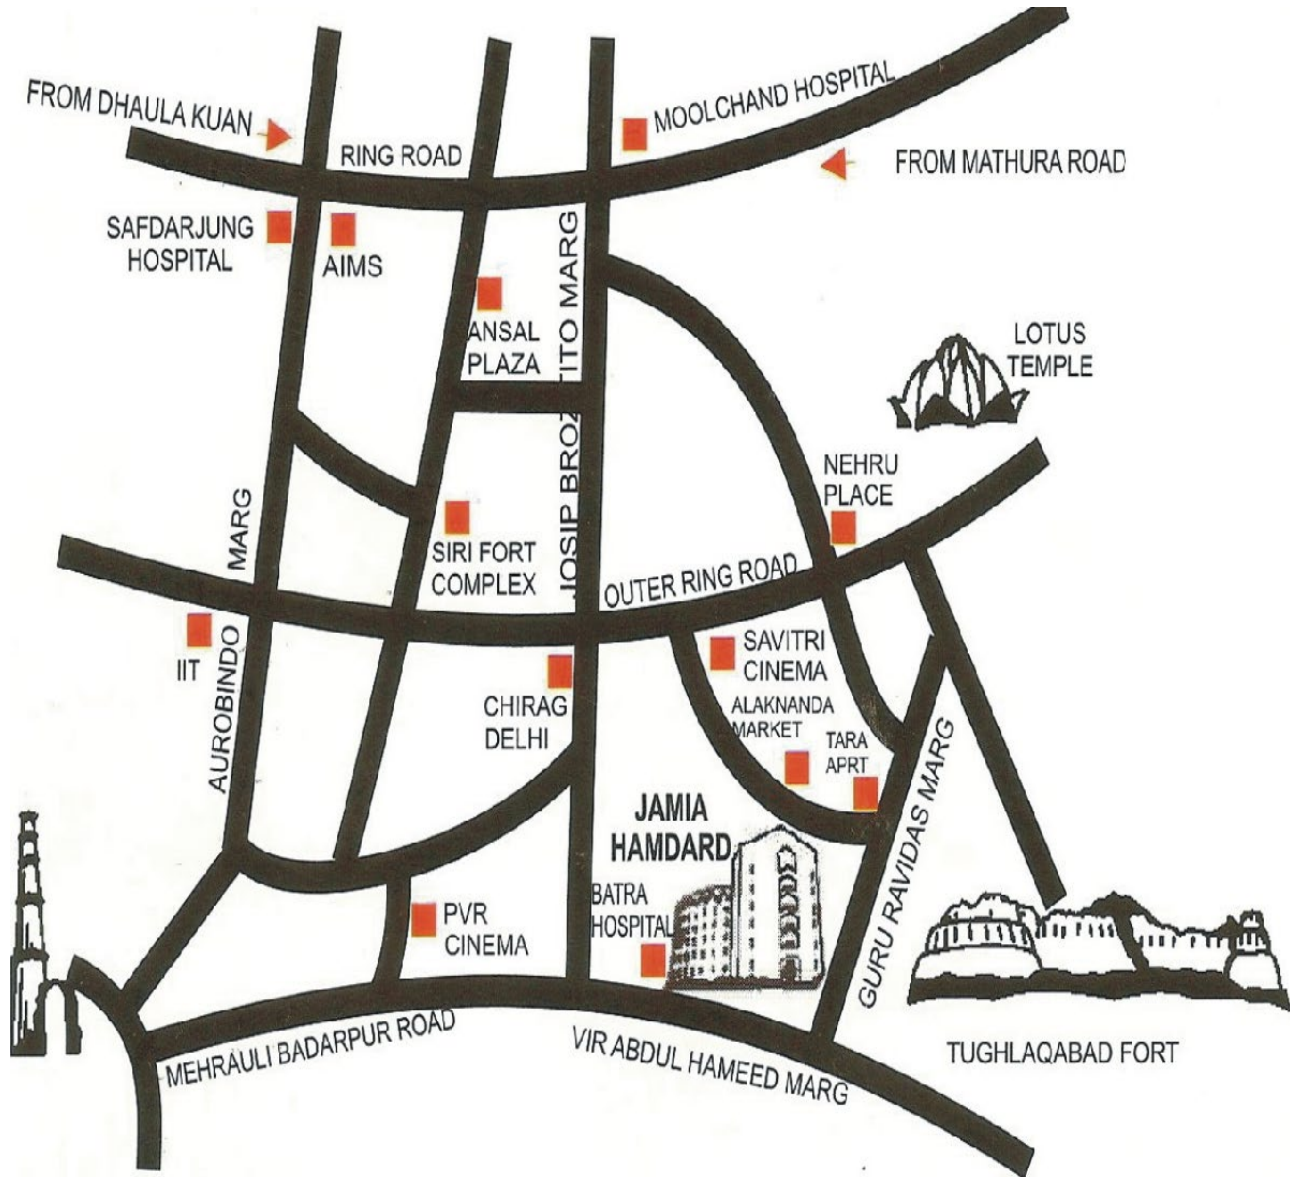 FROM DHAULA KUAN
MOOLCHAND HOSPITAL
RING ROAD
FROM MATHURA ROAD
SAFDARJUNG
HOSPITAL
AIMS
ANSAL
PLAZA
JOSIP BROZ TITO MARG
LOTUS
TEMPLE
NEHRU
PLACE
SIRI FORT
COMPLEX
OUTER RING ROAD
IIT
AUROBINDO MARG
CHIRAG
DELHI
SAVITRI
CINEMA
ALAKNANDA
MARKET
TARA
APRT
JAMIA
HAMDARD
BATRA
HOSPITAL
PVR
CINEMA
GURU RAVIDAS MARG
MEHRAULI BADARPUR ROAD
VIR ABDUL HAMEED MARG
TUGHLAQABAD FORT